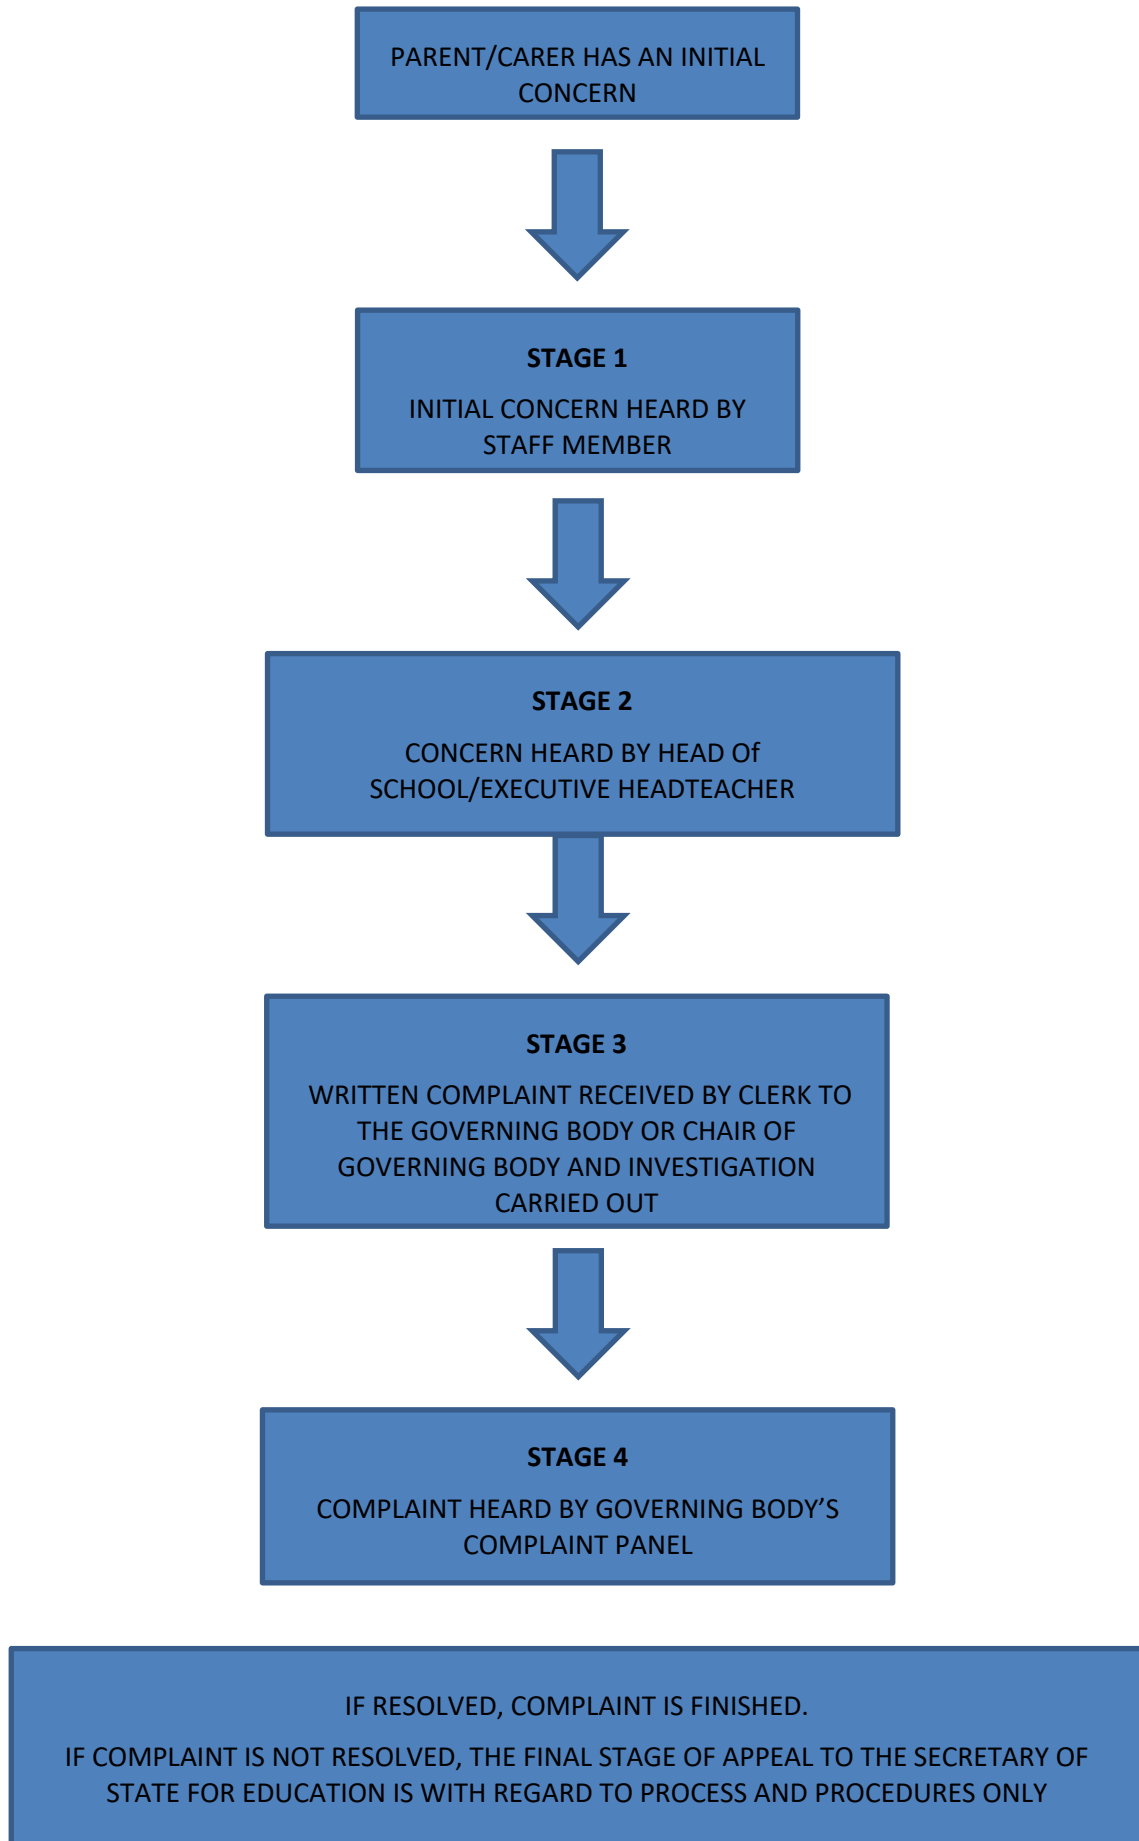 PARENT/CARER HAS AN INITIAL
CONCERN
STAGE 1
INITIAL CONCERN HEARD BY
STAFF MEMBER
STAGE 2
CONCERN HEARD BY HEAD Of
SCHOOL/EXECUTIVE HEADTEACHER
STAGE 3
WRITTEN COMPLAINT RECEIVED BY CLERK TO
THE GOVERNING BODY OR CHAIR OF
GOVERNING BODY AND INVESTIGATION
CARRIED OUT
STAGE 4
COMPLAINT HEARD BY GOVERNING BODY’S
COMPLAINT PANEL
IF RESOLVED, COMPLAINT IS FINISHED.
IF COMPLAINT IS NOT RESOLVED, THE FINAL STAGE OF APPEAL TO THE SECRETARY OF
STATE FOR EDUCATION IS WITH REGARD TO PROCESS AND PROCEDURES ONLY